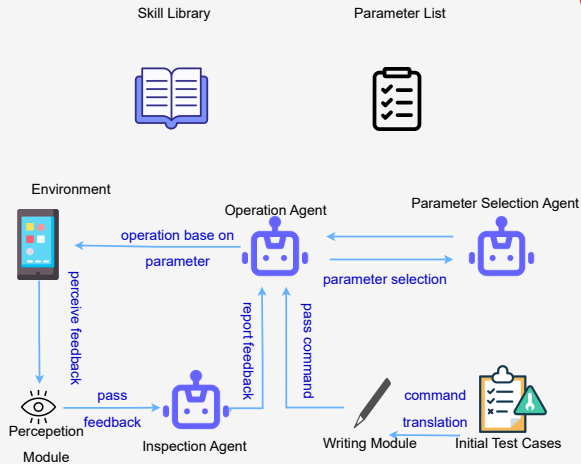 Skill Library
Parameter List
Environment
Operation Agent
Parameter Selection Agent
operation base on
parameter
parameter selection
perceive feedback
report feedback
pass command
pass
feedback
command
translation
Percepetion
Module
Inspection Agent
Writing Module
Initial Test Cases